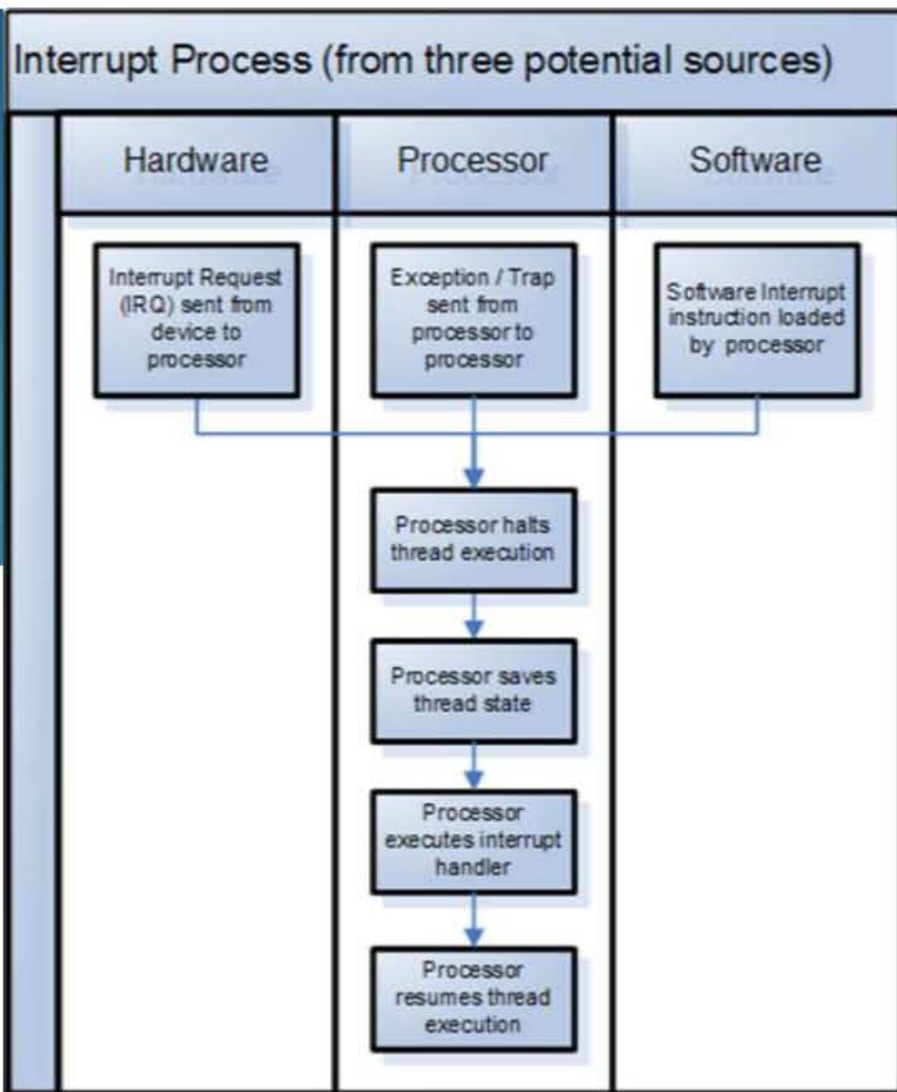 Interrupt Process (from three potential sources)
Hardware
Processor
Software
Interrupt Request
(IRQ) sent from
device to
processor
Exception / Trap
sent from
processor to
processor
Software Interrupt
instruction loaded
by processor
Processor halts
thread execution
Processor saves
thread state
Processor
executes interrupt
handler
Processor
resumes thread
execution